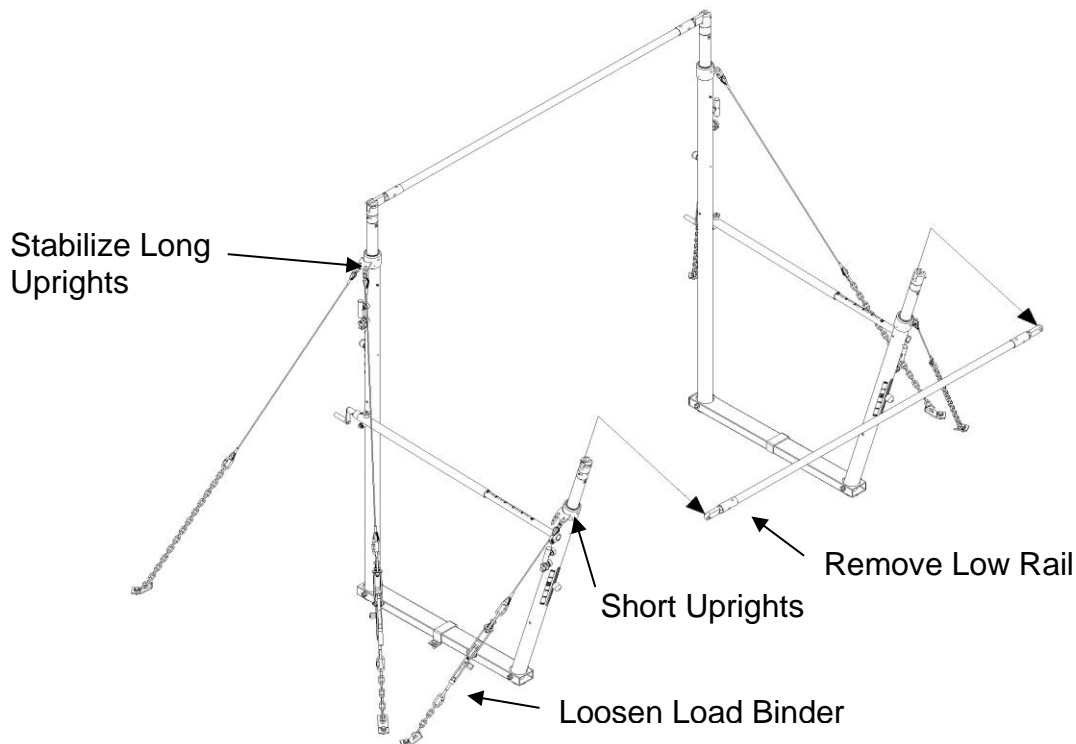 Stabilize Long
Uprights
Remove Low Rail
Short Uprights
Loosen Load Binder